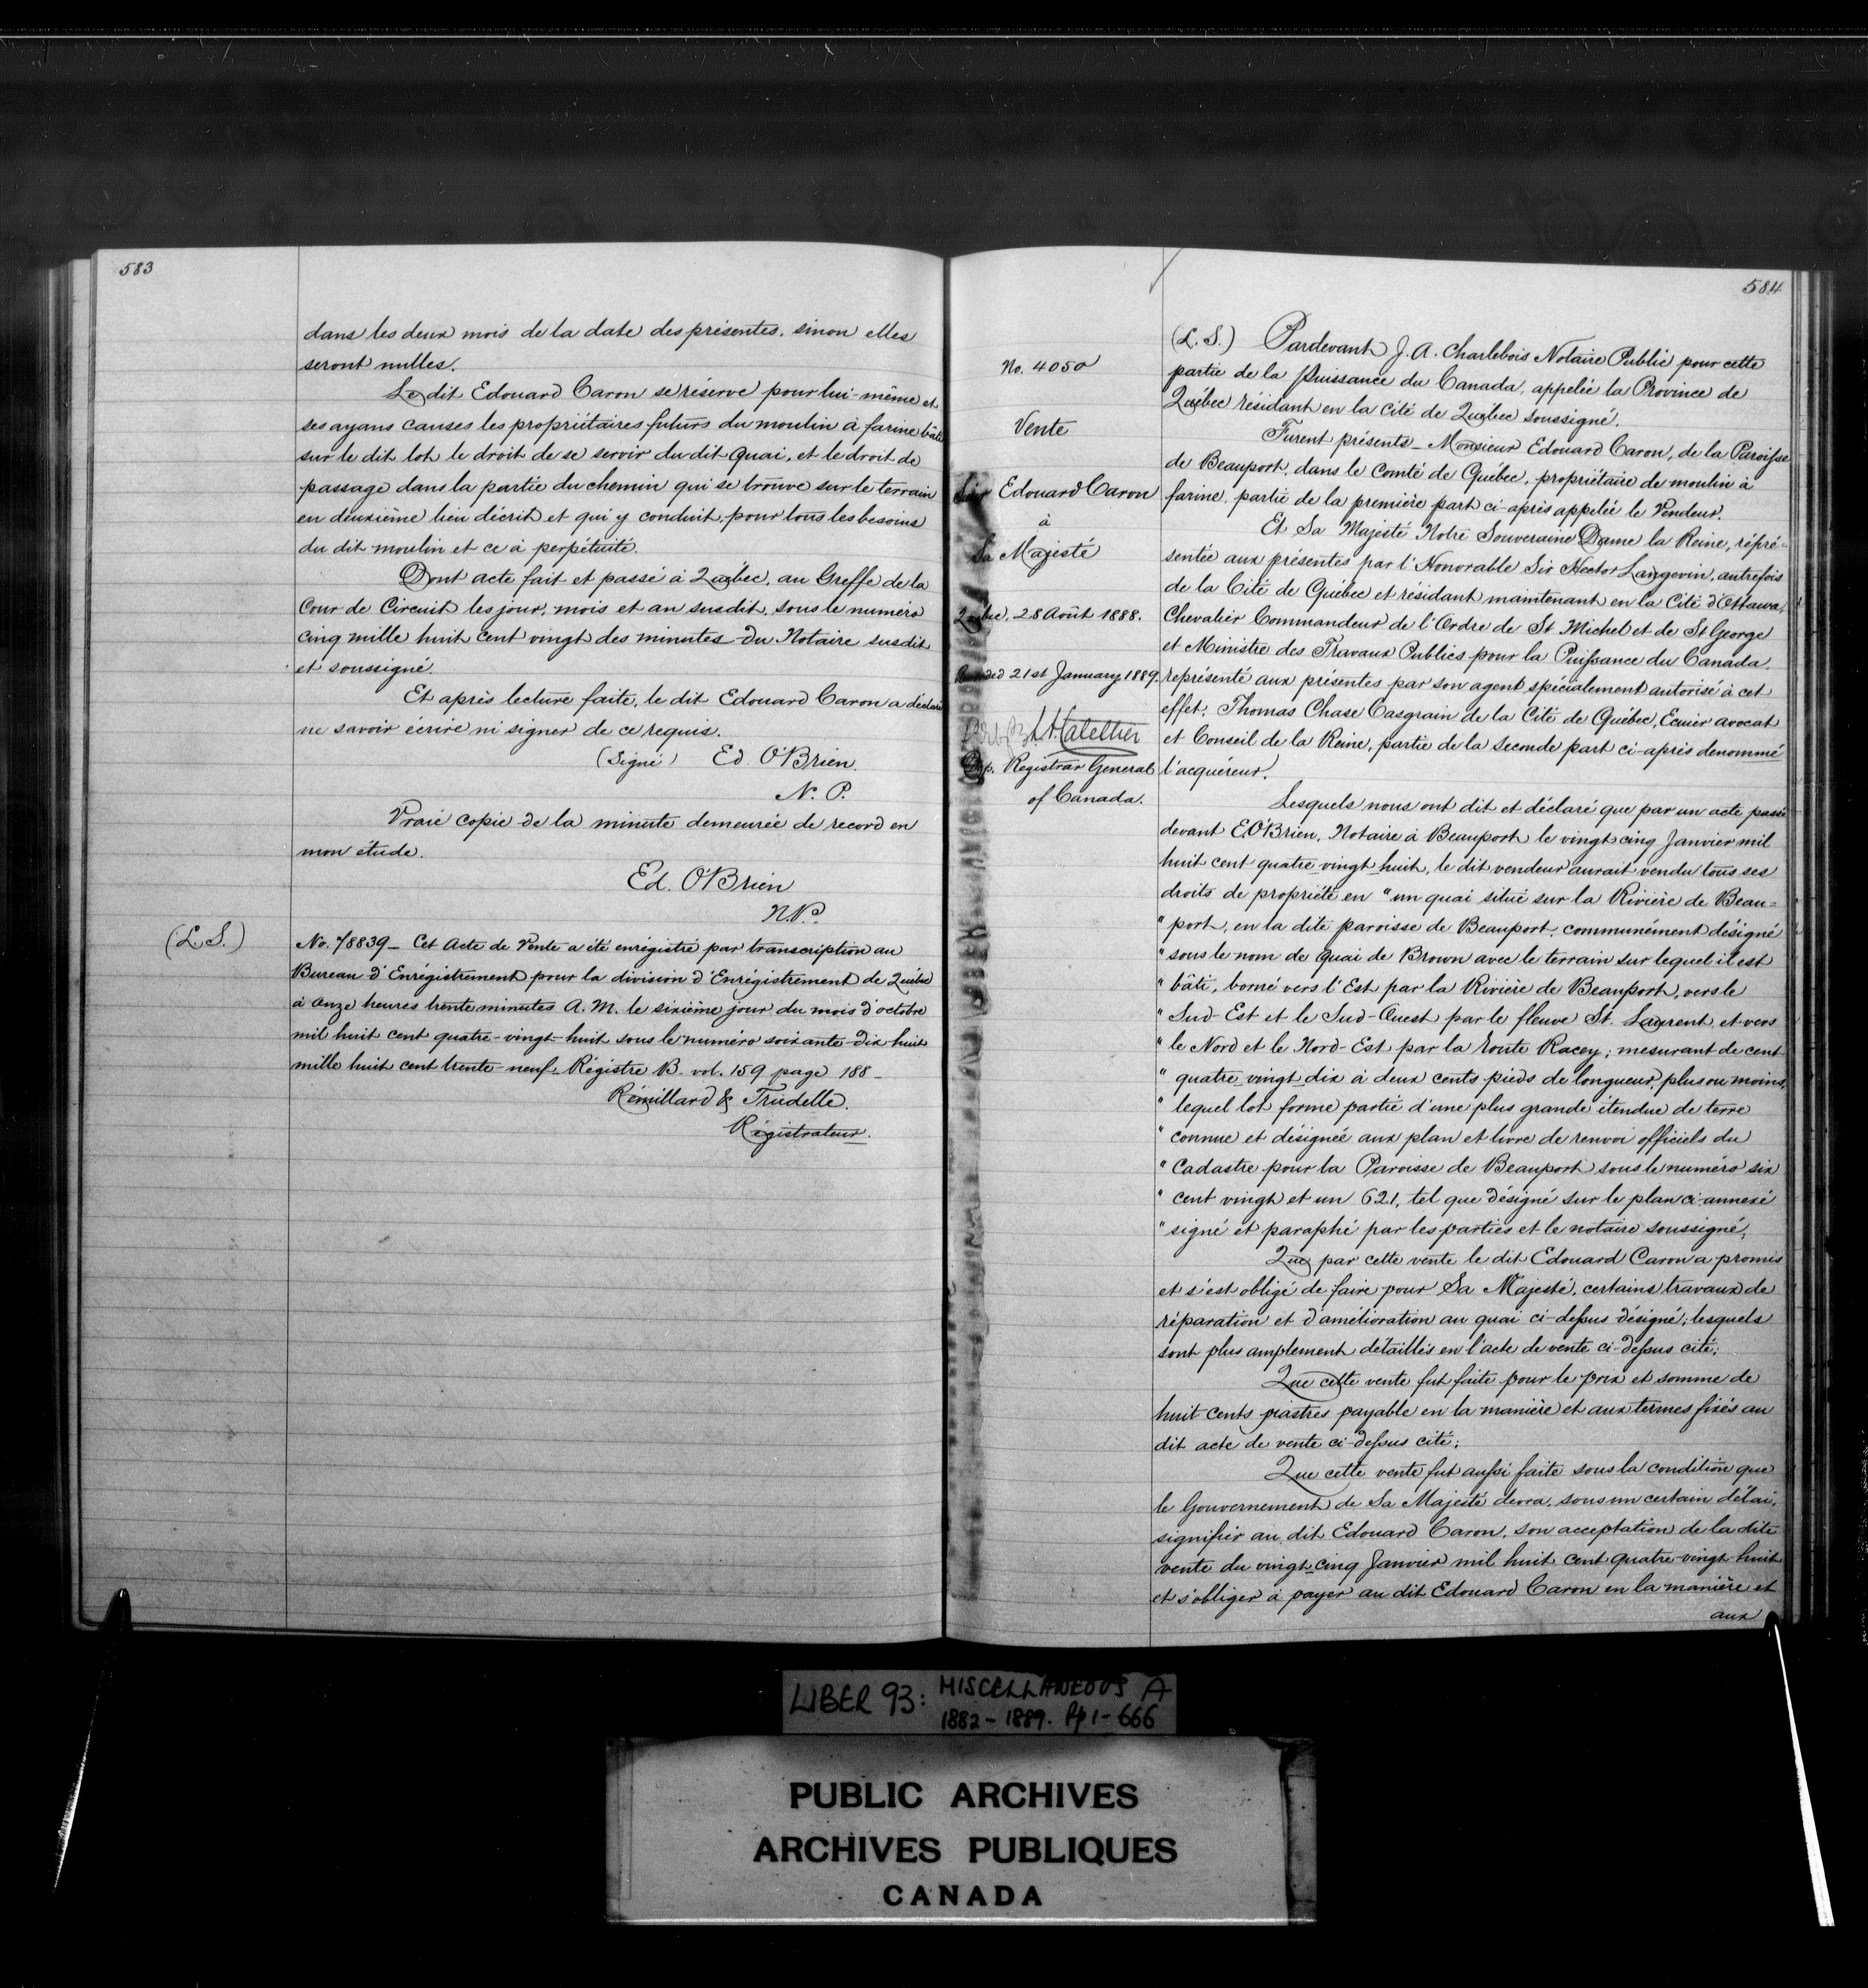 583
dans les deux mois de la date des présentes, sinon elles
seront nulles.
Le dit Edouard Caron se réserve pour lui-même et
ses ayans causes les propriétaires futurs du moulin à farine bâti
sur le dit lot le droit de se servir du dit quai, et le droit de
passage dans la partie du chemin qui se trouve sur le terrain
en deuxième lieu décrit et qui y conduit, pour tous les besoins
du dit moulin et ce à perpétuité.
Dont acte fait et passé à Québec, au Greffe de la
Cour de Circuit les jour, mois et an susdit, sous le numéro
cinq mille huit cent vingt des minutes du Notaire susdit
et soussigné.
Et après lecture faite, le dit Edouard Caron a déclaré
ne savoir écrire ni signer de ce requis.
(Signé) Ed. O'Brien
N. P.
Vraie copie de la minute demeurée de record en
mon étude.
Ed. O'Brien
N.P.
(L.S.)
No. 78839 - Cet Acte de Vente a été enrégistré par transcription au
Bureau d'Enrégistrement pour la division d'Enrégistrement de Québec
à onze heures trente minutes A. M. le sixième jour du mois d'octobre
mil huit cent quatre-vingt-huit sous le numéro soixante-dix-huit
mille huit cent trente-neuf. Régistre B. vol. 159 page 188 -
Rémillard & Trudelle.
Régistrateur.
584
No. 4050
Vente
Edouard Caron
à
Sa Majesté
Québec, 28 Août 1888.
21st January 1889.
Dep. Registrar General
of Canada.
(L. S.) Pardevant J. A. Charlebois Notaire Public pour cette
partie de la Puissance du Canada, appelée la Province de
Québec résidant en la Cité de Québec soussigné.
Furent présents - Monsieur Edouard Caron, de la Paroisse
de Beauport, dans le Comté de Québec, propriétaire de moulin à
farine, partie de la première part ci-après appelée le Vendeur.
Et Sa Majesté Notre Souveraine Dame la Reine, répré-
sentée aux présentes par l'Honorable Sir Hector Langevin, autrefois
de la Cité de Québec et résidant maintenant en la Cité d'Ottawa,
Chevalier Commandeur de l'Ordre de St Michel et de St George
et Ministre des Travaux Publics pour la Puissance du Canada,
représenté aux présentes par son agent spécialement autorisé à cet
effet, Thomas Chase Casgrain de la Cité de Québec, Ecuier avocat
et Conseil de la Reine, partie de la seconde part ci-après denommé
l'acquéreur.
Lesquels nous ont dit et déclaré que par un acte passé
devant E. O'Brien, Notaire à Beauport le vingt cinq Janvier mil
huit cent quatre vingt huit, le dit vendeur aurait vendu tous ses
droits de propriété en "un quai situé sur la Rivière de Beau=
" port, en la dite paroisse de Beauport, communément désigné
" sous le nom de quai de Brown avec le terrain sur lequel il est
" bâti, borné vers l'Est par la Rivière de Beauport, vers le
" Sud-Est et le Sud-Ouest par le fleuve St. Laurent, et vers
" le Nord et le Nord-Est par la route Racey; mesurant de cent
" quatre vingt dix à deux cents pieds de longueur, plus ou moins,
" lequel lot forme partie d'une plus grande étendue de terre
" connue et désignée aux plan et livre de renvoi officiels du
" Cadastre pour la Paroisse de Beauport sous le numéro six
" cent vingt et un 621, tel que désigné sur le plan ci-annexé
" signé et paraphé par les parties et le notaire soussigné;
Que par cette vente le dit Edouard Caron a promis
et s'est obligé de faire pour Sa Majesté, certains travaux de
réparation et d'amélioration au quai ci-dessus désigné; lesquels
sont plus amplement détaillés en l'acte de vente ci-dessus cité;
Que cette vente fut faite pour le prix et somme de
huit cents piastres payable en la manière et aux termes fixés au
dit acte de vente ci-dessus cité;
Que cette vente fut aussi faite sous la condition que
le Gouvernement de Sa Majesté devra, sous un certain délai,
signifier au dit Edouard Caron, son acceptation de la dite
vente du vingt-cinq Janvier mil huit cent quatre-vingt-huit
et s'obliger à payer au dit Edouard Caron en la manière et
aux
LIBER 93: MISCELLANEOUS A
1882-1889. Pp 1-666
PUBLIC ARCHIVES
ARCHIVES PUBLIQUES
CANADA